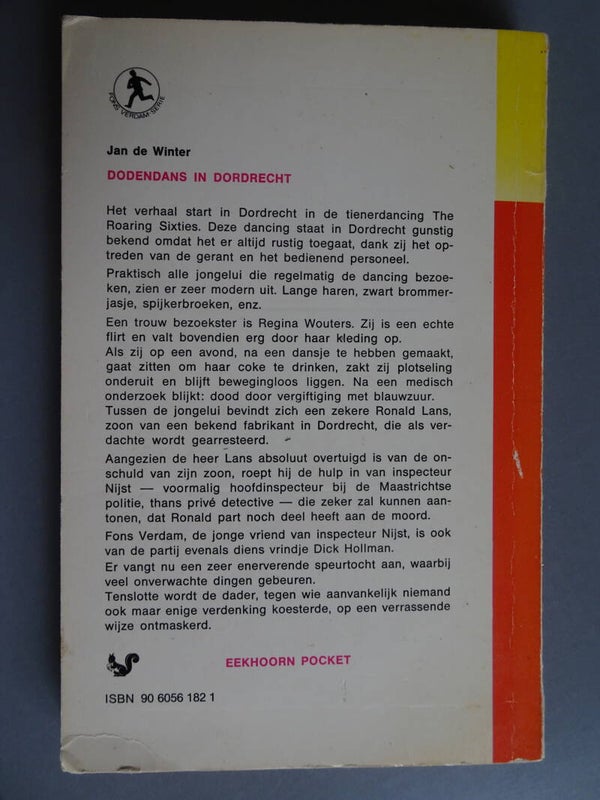 FONS VERDAM-SERIE
Jan de Winter
DODENDANS IN DORDRECHT
Het verhaal start in Dordrecht in de tienerdancing The
Roaring Sixties. Deze dancing staat in Dordrecht gunstig
bekend omdat het er altijd rustig toegaat, dank zij het op-
treden van de gerant en het bedienend personeel.
Praktisch alle jongelui die regelmatig de dancing bezoe-
ken, zien er zeer modern uit. Lange haren, zwart brommer-
jasje, spijkerbroeken, enz.
Een trouw bezoekster is Regina Wouters. Zij is een echte
flirt en valt bovendien erg door haar kleding op.
Als zij op een avond, na een dansje te hebben gemaakt,
gaat zitten om haar coke te drinken, zakt zij plotseling
onderuit en blijft bewegingloos liggen. Na een medisch
onderzoek blijkt: dood door vergiftiging met blauwzuur.
Tussen de jongelui bevindt zich een zekere Ronald Lans,
zoon van een bekend fabrikant in Dordrecht, die als ver-
dachte wordt gearresteerd.
Aangezien de heer Lans absoluut overtuigd is van de on-
schuld van zijn zoon, roept hij de hulp in van inspecteur
Nijst — voormalig hoofdinspecteur bij de Maastrichtse
politie, thans privé detective — die zeker zal kunnen aan-
tonen, dat Ronald part noch deel heeft aan de moord.
Fons Verdam, de jonge vriend van inspecteur Nijst, is ook
van de partij evenals diens vrindje Dick Hollman.
Er vangt nu een zeer enerverende speurtocht aan, waarbij
veel onverwachte dingen gebeuren.
Tenslotte wordt de dader, tegen wie aanvankelijk niemand
ook maar enige verdenking koesterde, op een verrassende
wijze ontmaskerd.
EEKHOORN POCKET
ISBN 90 6056 182 1